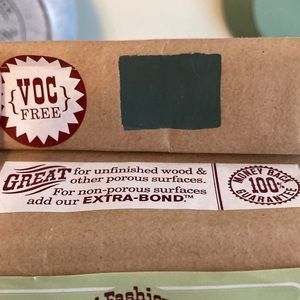 {VOC}
FREE
GREAT for unfinished wood &
other porous surfaces.
For non-porous surfaces
add our EXTRA-BOND™
MONEY BACK
100%
GUARANTEE
Fashion